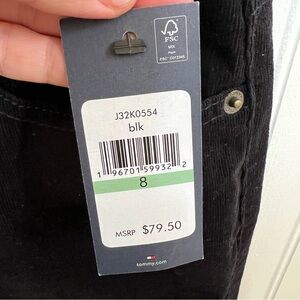 FSC
MIX
J32K0554
blk
1 96701 59932 2
8
MSRP $79.50
tommy.com